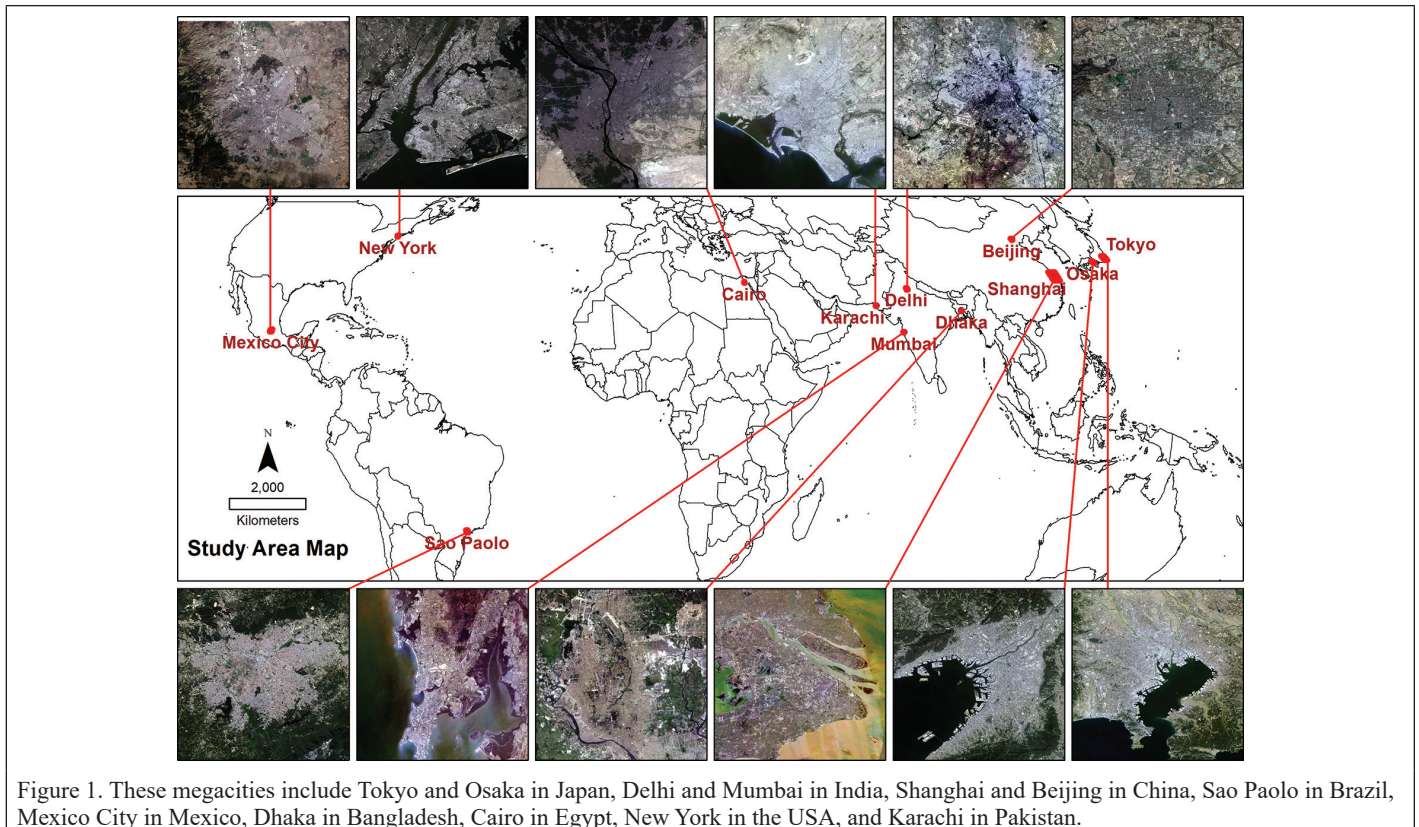 New York
Mexico City
Cairo
Karachi
Delhi
Mumbai
Dhaka
Beijing
Shanghai
Osaka
Tokyo
Sao Paolo
N
2,000
Kilometers
Study Area Map
Figure 1. These megacities include Tokyo and Osaka in Japan, Delhi and Mumbai in India, Shanghai and Beijing in China, Sao Paolo in Brazil,
Mexico City in Mexico, Dhaka in Bangladesh, Cairo in Egypt, New York in the USA, and Karachi in Pakistan.